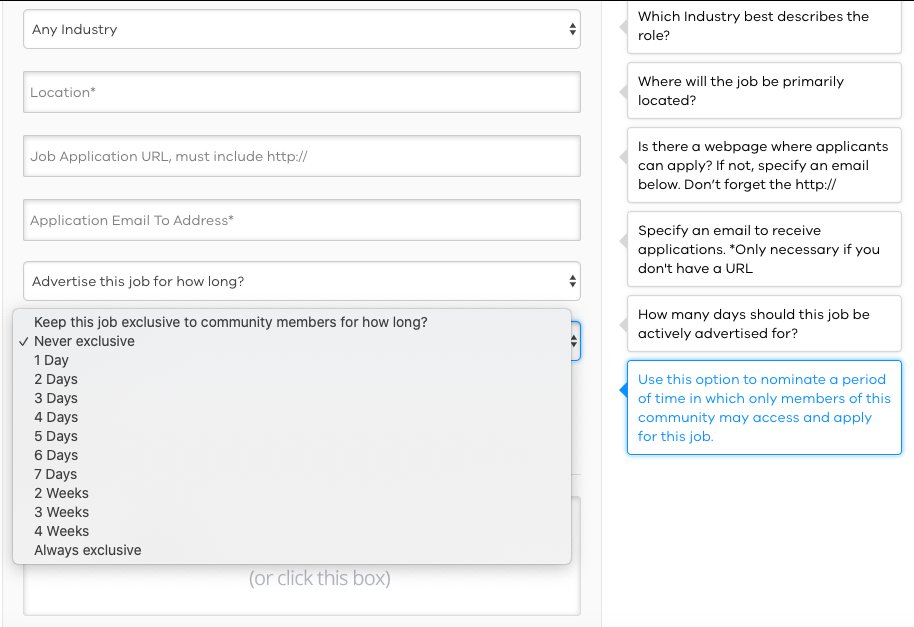 Any Industry
Which Industry best describes the
role?
Location*
Where will the job be primarily
located?
Job Application URL, must include http://
Is there a webpage where applicants
can apply? If not, specify an email
below. Don’t forget the http://
Application Email To Address*
Specify an email to receive
applications. *Only necessary if you
don't have a URL
Advertise this job for how long?
How many days should this job be
actively advertised for?
Keep this job exclusive to community members for how long?
✓ Never exclusive
1 Day
2 Days
3 Days
4 Days
5 Days
6 Days
7 Days
2 Weeks
3 Weeks
4 Weeks
Always exclusive
Use this option to nominate a period
of time in which only members of this
community may access and apply
for this job.
(or click this box)